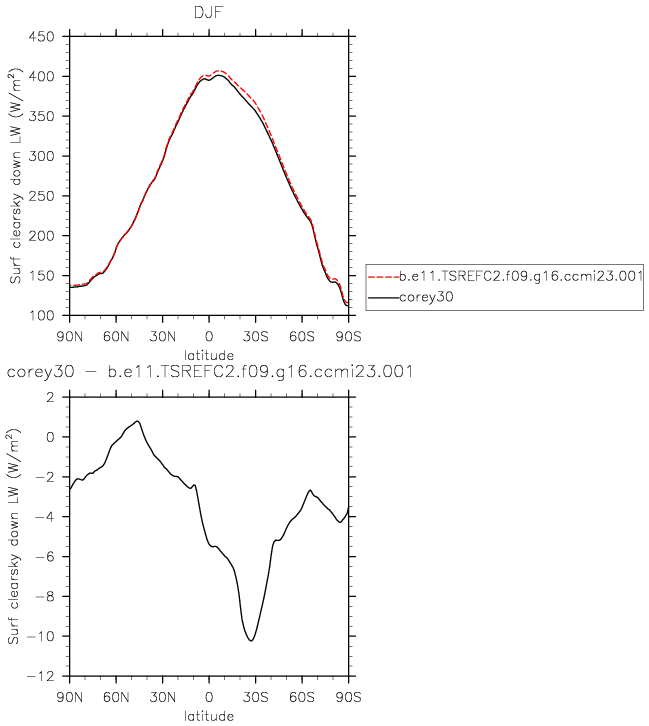 DJF
450
400
350
300
250
200
150
100
Surf clearsky down LW (W/m²)
90N 60N 30N 0 30S 60S 90S
latitude
b.e11.TSREFC2.f09.g16.ccmi23.001
corey30
corey30 − b.e11.TSREFC2.f09.g16.ccmi23.001
2
0
−2
−4
−6
−8
−10
−12
Surf clearsky down LW (W/m²)
90N 60N 30N 0 30S 60S 90S
latitude